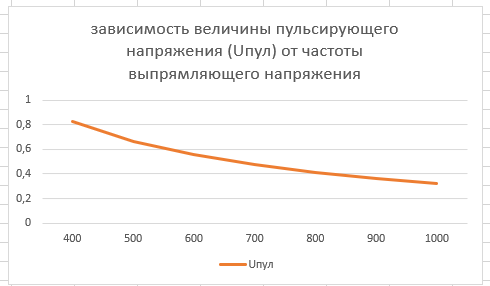 зависимость величины пульсирующего
напряжения (Uпул) от частоты
выпрямляющего напряжения
1
0,8
0,6
0,4
0,2
0
400 500 600 700 800 900 1000
Uпул